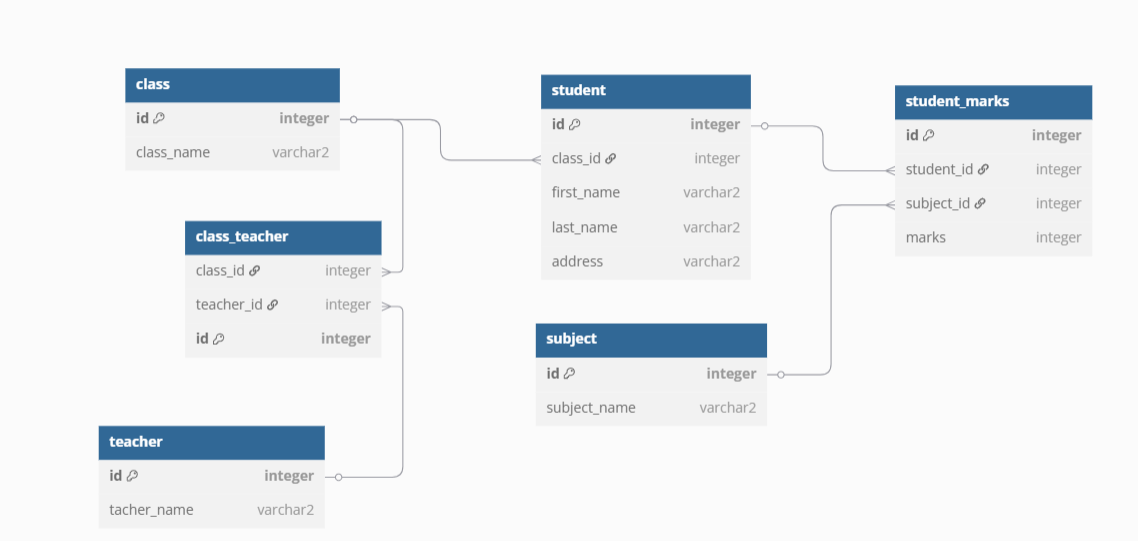 class
id integer
class_name varchar2
class_teacher
class_id integer
teacher_id integer
id integer
teacher
id integer
tacher_name varchar2
student
id integer
class_id integer
first_name varchar2
last_name varchar2
address varchar2
subject
id integer
subject_name varchar2
student_marks
id integer
student_id integer
subject_id integer
marks integer